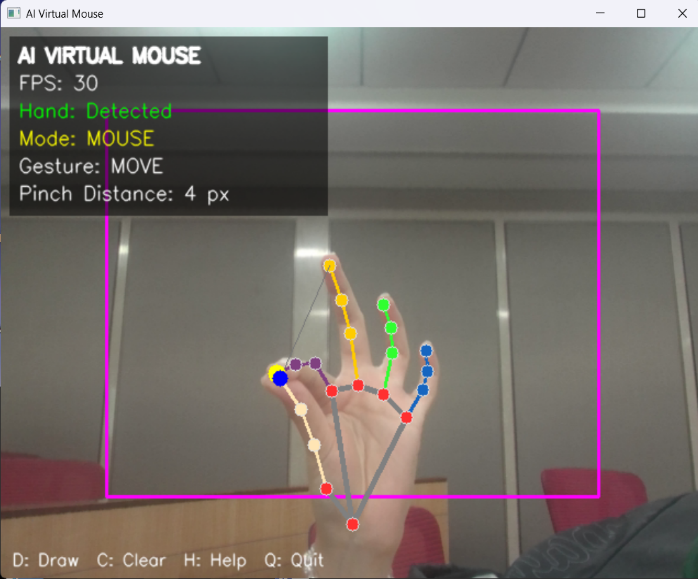 AI Virtual Mouse
AI VIRTUAL MOUSE
FPS: 30
Hand: Detected
Mode: MOUSE
Gesture: MOVE
Pinch Distance: 4 px
D: Draw C: Clear H: Help Q: Quit